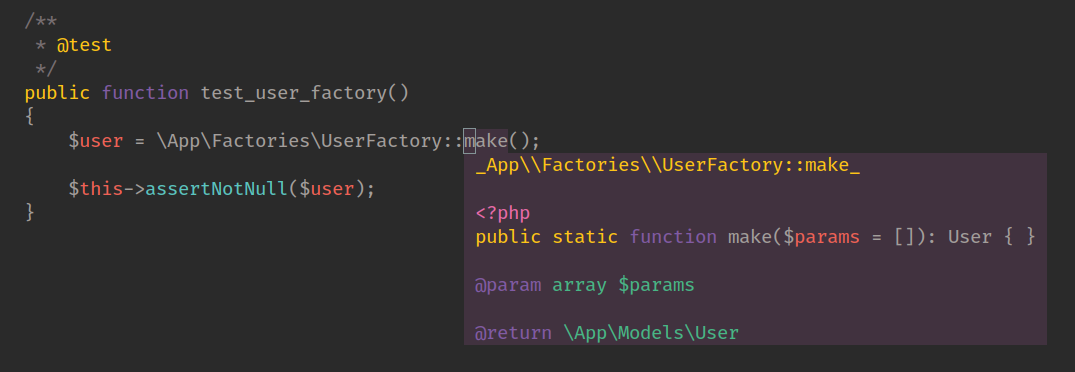 /**
 * @test
 */
public function test_user_factory()
{
    $user = \App\Factories\UserFactory::make();
_App\\Factories\\UserFactory::make_
    $this->assertNotNull($user);
}
<?php
public static function make($params = []): User { }
@param array $params
@return \App\Models\User